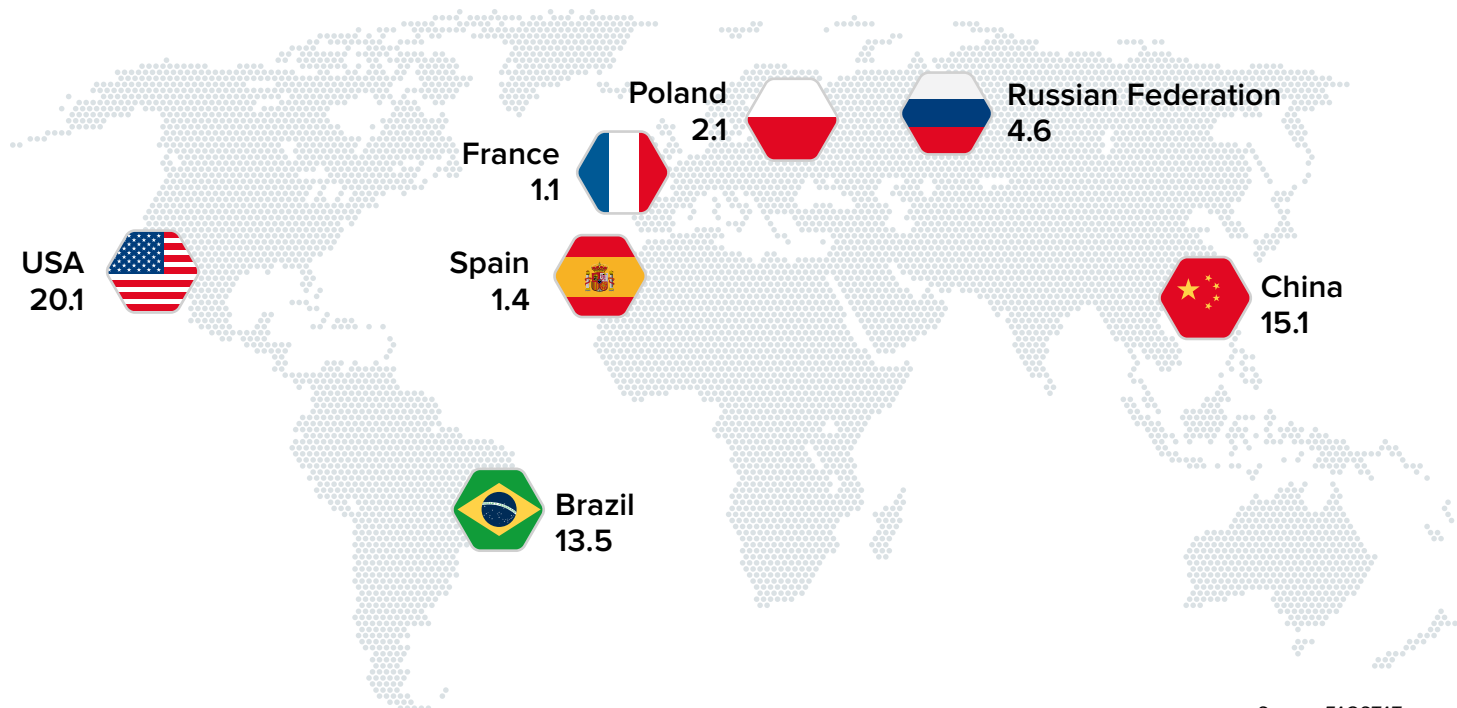 Poland
2.1
Russian Federation
4.6
France
1.1
USA
20.1
Spain
1.4
China
15.1
Brazil
13.5